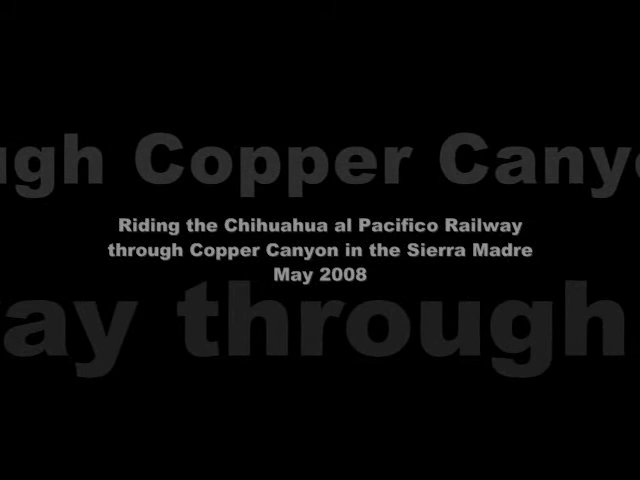 ugh Copper Canyo
Riding the Chihuahua al Pacifico Railway
through Copper Canyon in the Sierra Madre
May 2008
way through